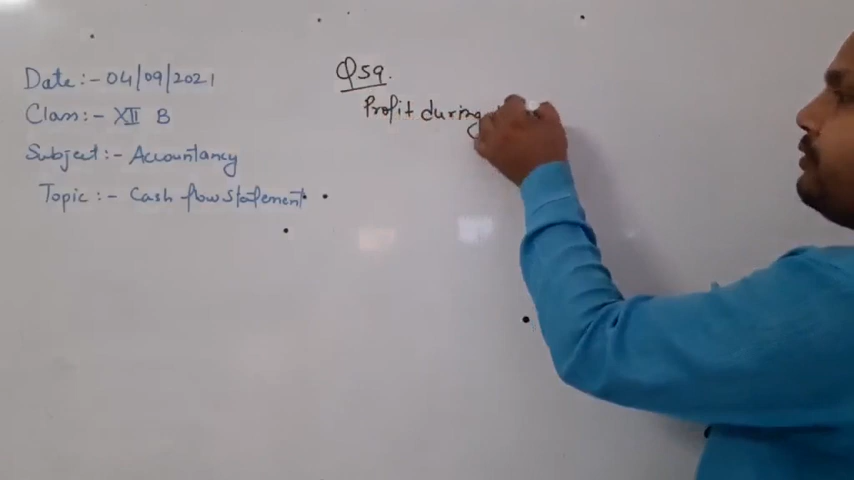 Date:- 04/09/2021
Class:- XII B
Subject:- Accountancy
Topic:- Cash flow statement
Q59.
Profit during